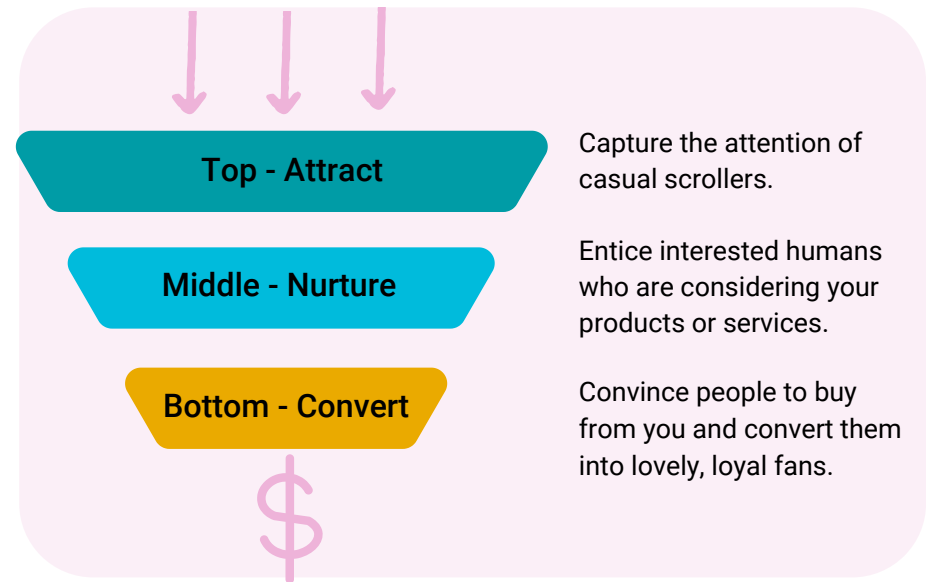 Top - Attract
Capture the attention of
casual scrollers.
Middle - Nurture
Entice interested humans
who are considering your
products or services.
Bottom - Convert
Convince people to buy
from you and convert them
into lovely, loyal fans.
$